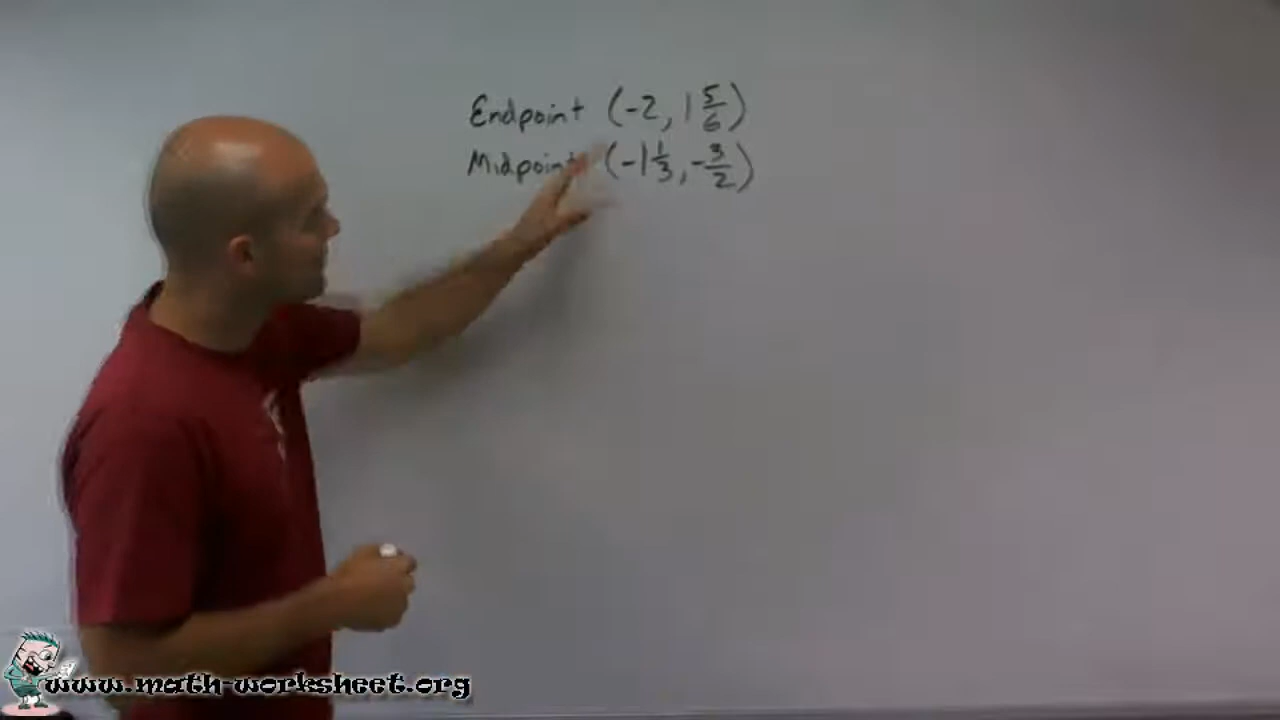 Endpoint (-2, 1 5/6)
Midpoint (-1 1/3, -3/2)
www.math-worksheet.org